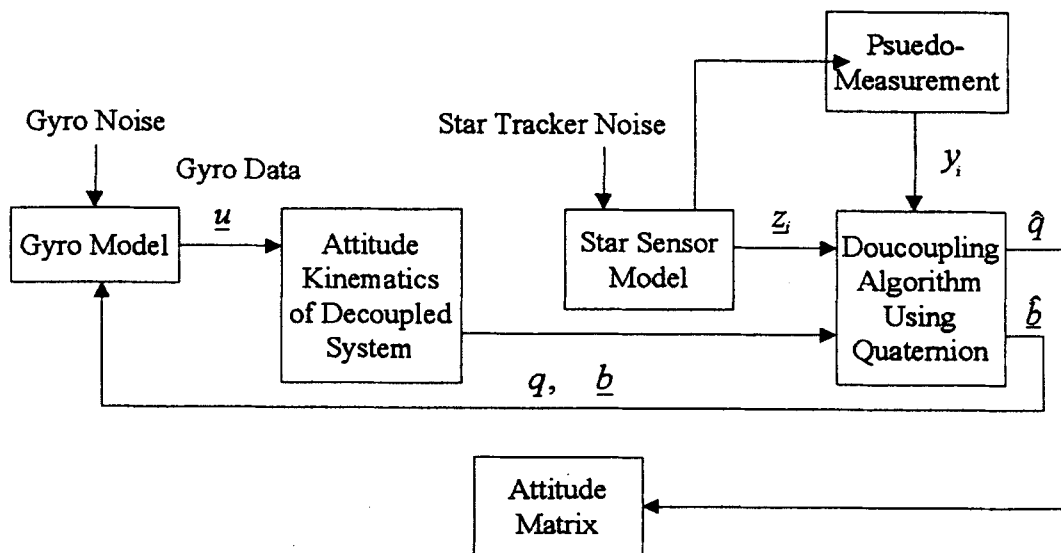 Psuedo-
Measurement
Gyro Noise
Star Tracker Noise
Gyro Data
y_i
u
Gyro Model
Attitude
Kinematics
of Decoupled
System
Star Sensor
Model
z_i
Doucoupling
Algorithm
Using
Quaternion
q̂
b̂
q, b
Attitude
Matrix